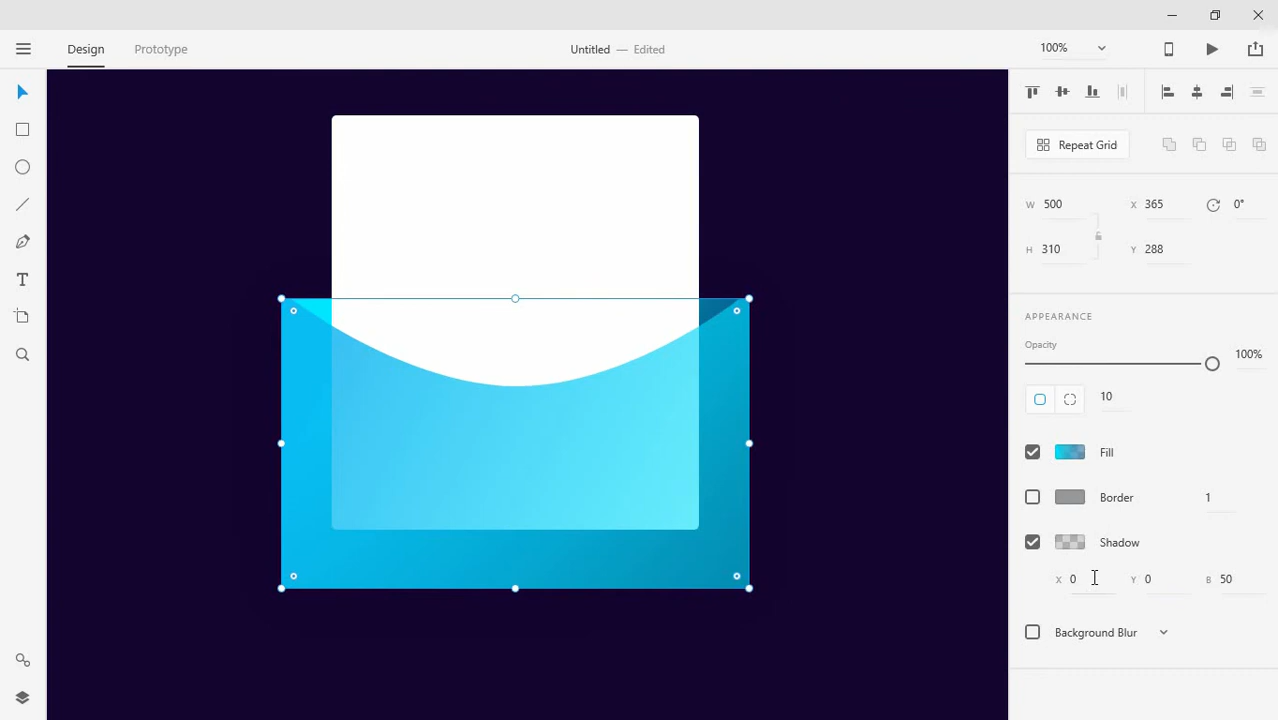 Design Prototype Untitled — Edited 100%
Repeat Grid
W 500 X 365 0°
H 310 Y 288
APPEARANCE
Opacity
100%
10
Fill
Border 1
Shadow
X 0 Y 0 B 50
Background Blur